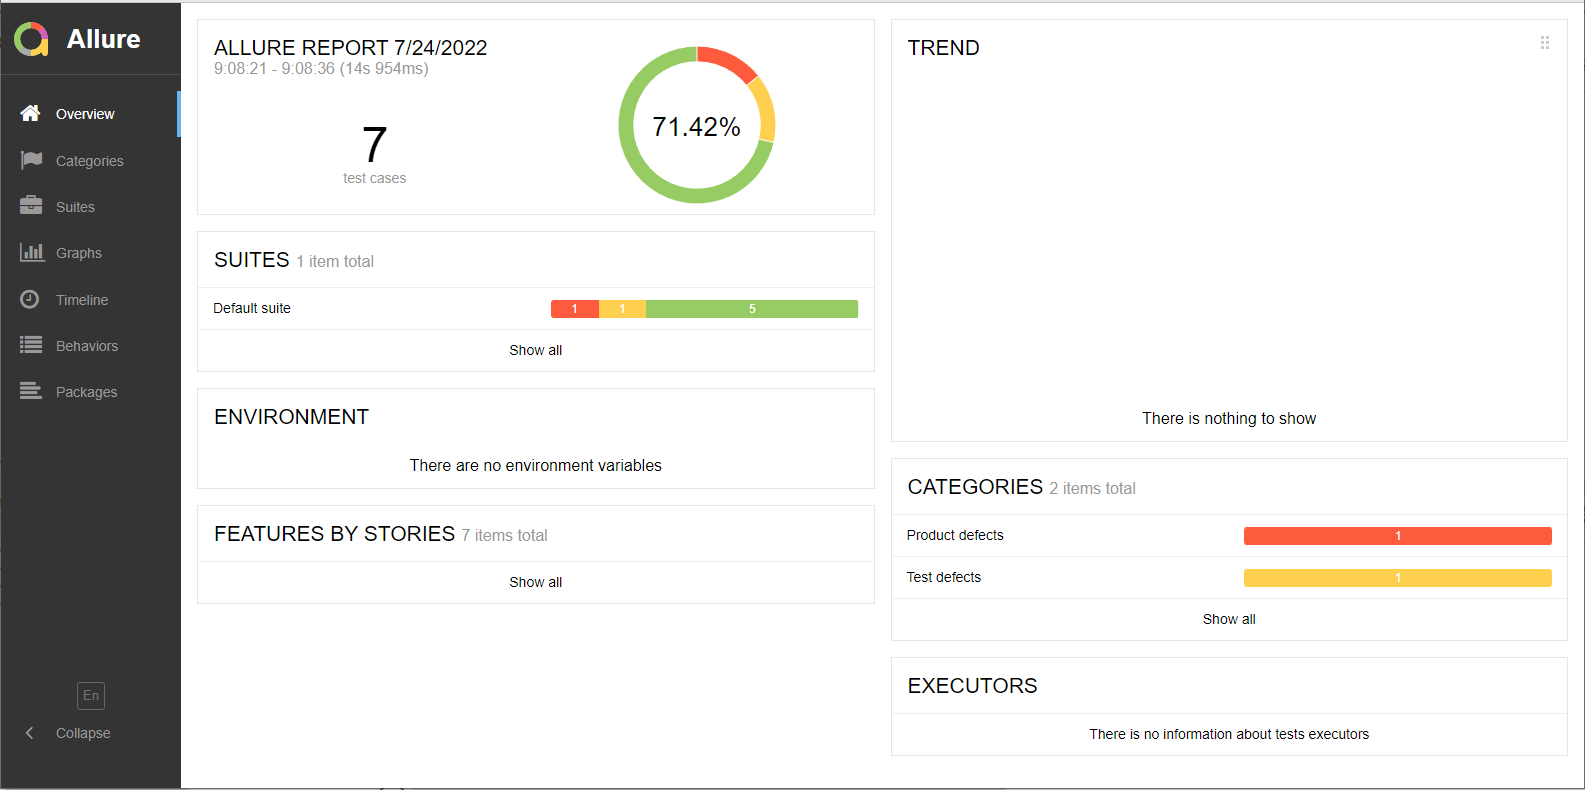 Allure
Overview
Categories
Suites
Graphs
Timeline
Behaviors
Packages
En
Collapse
ALLURE REPORT 7/24/2022
9:08:21 - 9:08:36 (14s 954ms)
7
test cases
71.42%
SUITES 1 item total
Default suite 1 1 5
Show all
ENVIRONMENT
There are no environment variables
FEATURES BY STORIES 7 items total
Show all
TREND
There is nothing to show
CATEGORIES 2 items total
Product defects 1
Test defects 1
Show all
EXECUTORS
There is no information about tests executors